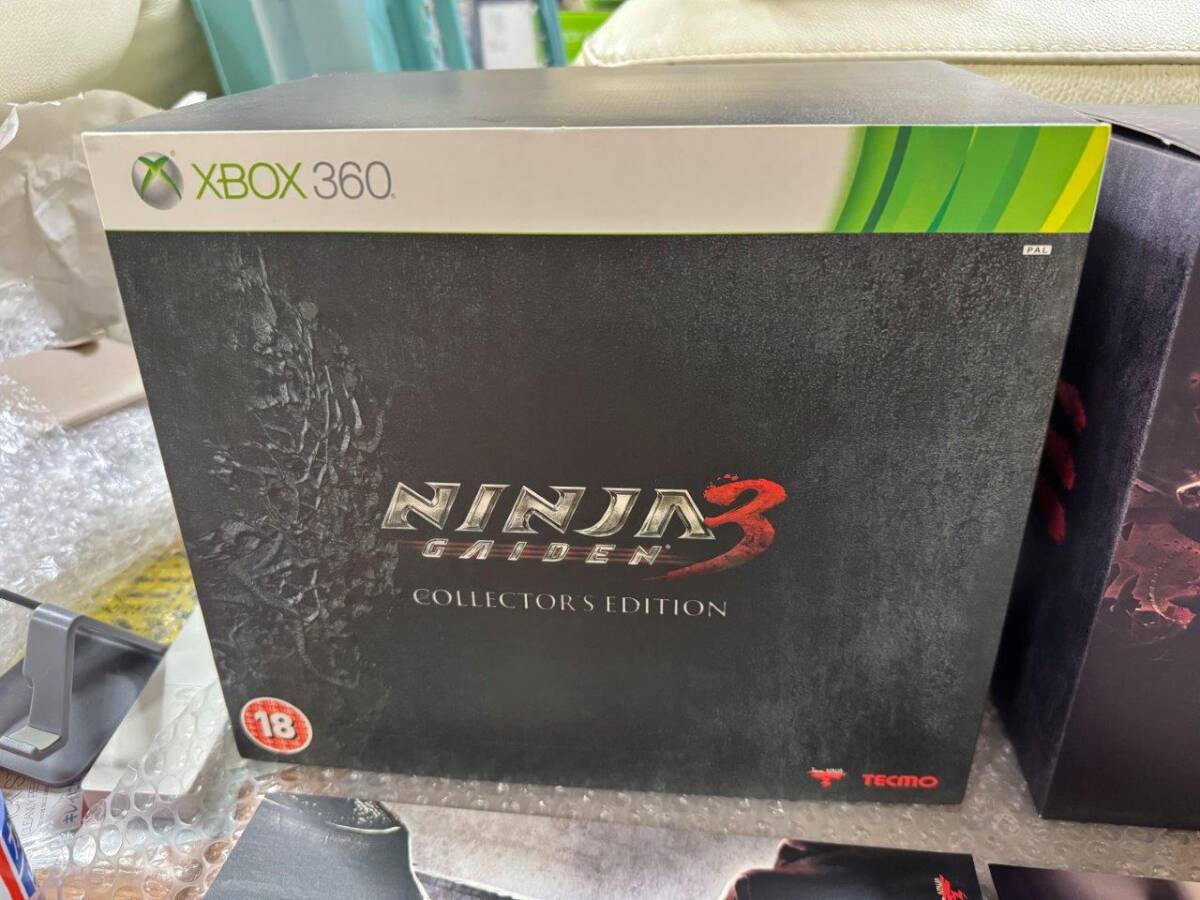 XBOX 360
PAL
NINJA 3
GAIDEN
COLLECTOR'S EDITION
18
TECMO